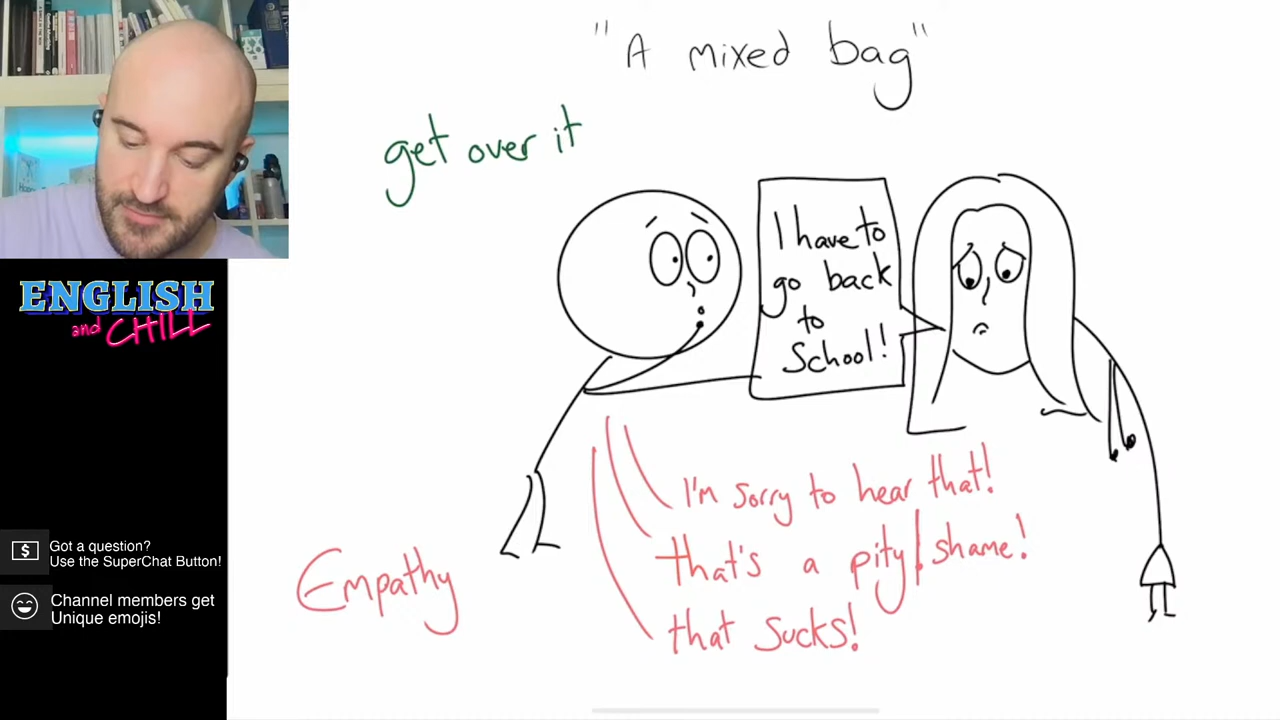 "A mixed bag"
get over it
I have to
go back
to
School!
ENGLISH
and CHILL
I'm sorry to hear that!
that's a pity/shame!
that sucks!
Empathy
$
Got a question?
Use the SuperChat Button!
Channel members get
Unique emojis!